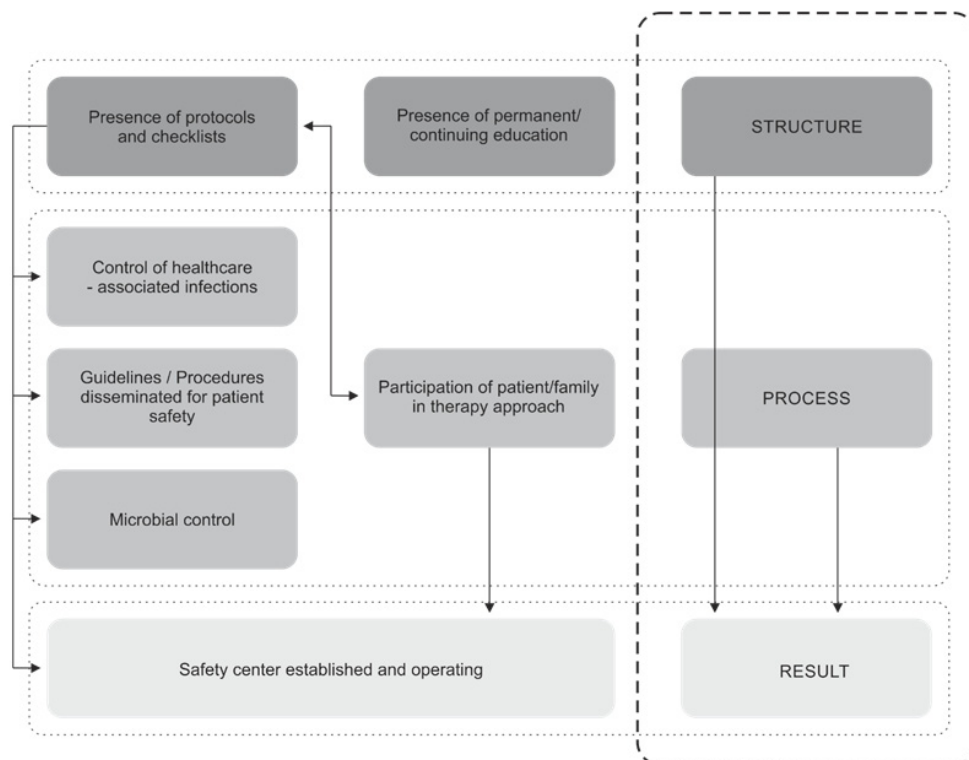 Presence of protocols
and checklists
Presence of permanent/
continuing education
STRUCTURE
Control of healthcare
- associated infections
Guidelines / Procedures
disseminated for patient
safety
Participation of patient/family
in therapy approach
PROCESS
Microbial control
Safety center established and operating
RESULT